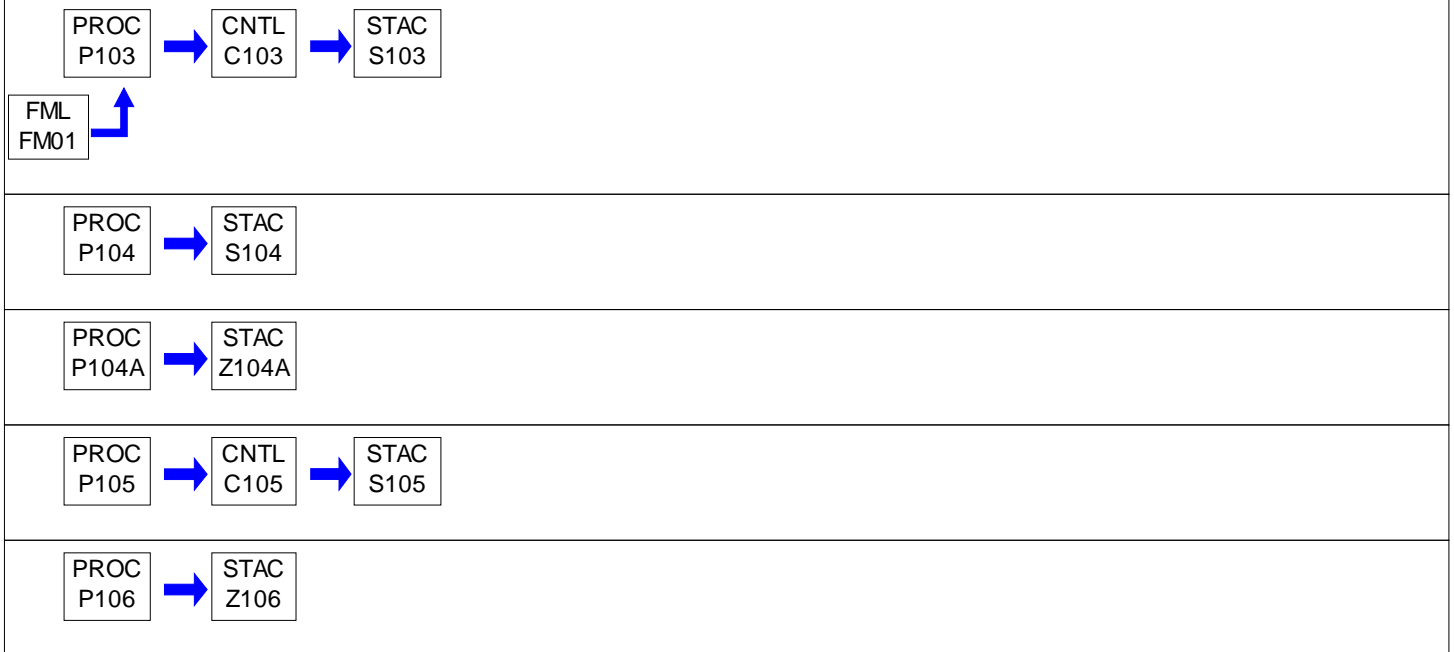 PROC
P103
CNTL
C103
STAC
S103
FML
FM01
PROC
P104
STAC
S104
PROC
P104A
STAC
Z104A
PROC
P105
CNTL
C105
STAC
S105
PROC
P106
STAC
Z106